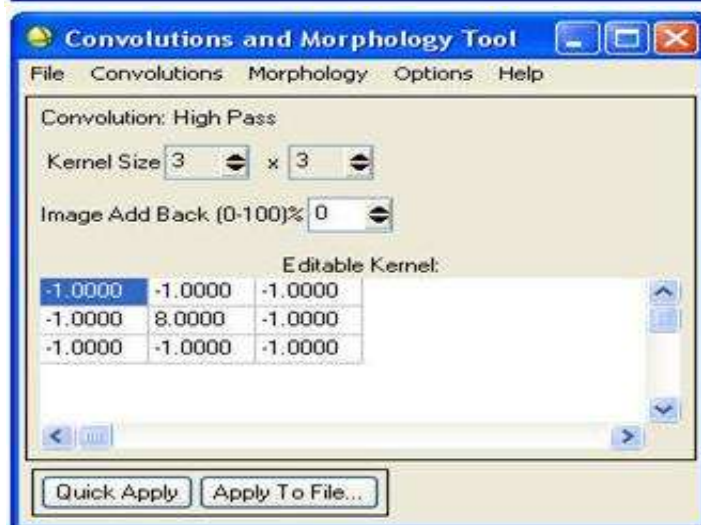 Convolutions and Morphology Tool
File Convolutions Morphology Options Help
Convolution: High Pass
Kernel Size 3 x 3
Image Add Back (0-100)% 0
Editable Kernel:
-1.0000 -1.0000 -1.0000
-1.0000 8.0000 -1.0000
-1.0000 -1.0000 -1.0000
Quick Apply Apply To File...